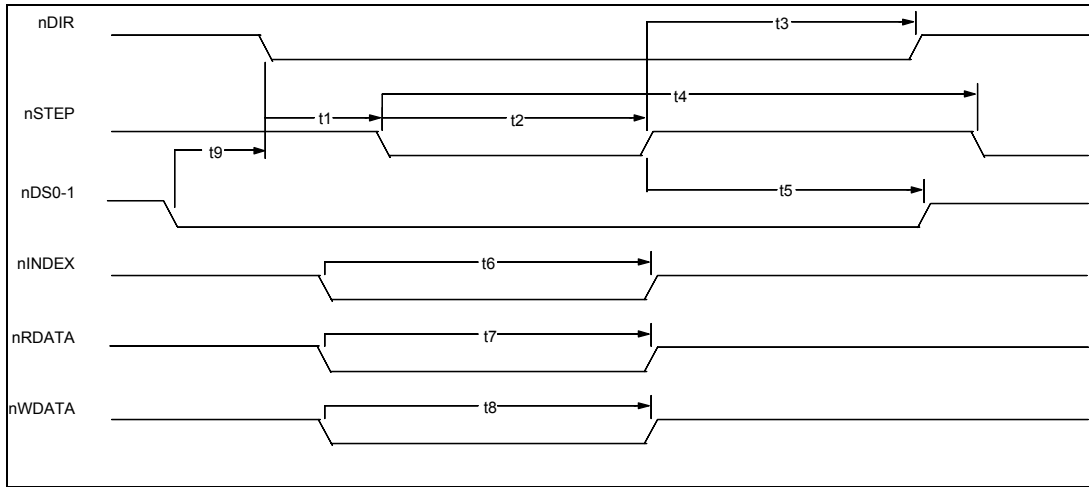 nDIR
t3
t4
nSTEP
t1
t2
t9
nDS0-1
t5
nINDEX
t6
nRDATA
t7
nWDATA
t8